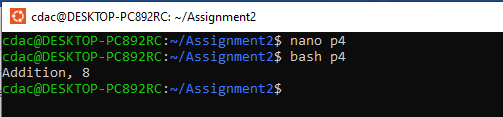 cdac@DESKTOP-PC892RC: ~/Assignment2
cdac@DESKTOP-PC892RC:~/Assignment2$ nano p4
cdac@DESKTOP-PC892RC:~/Assignment2$ bash p4
Addition, 8
cdac@DESKTOP-PC892RC:~/Assignment2$